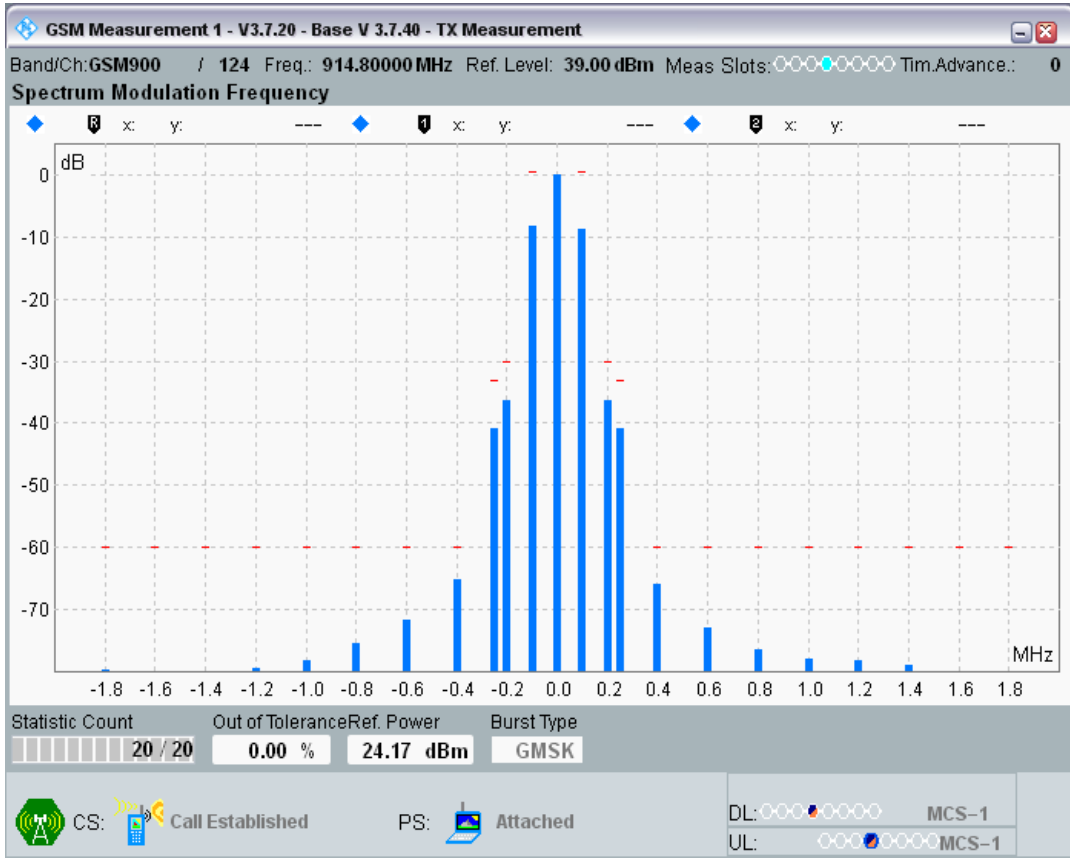 GSM Measurement 1 - V3.7.20 - Base V 3.7.40 - TX Measurement
Band/Ch:GSM900 / 124 Freq.: 914.80000 MHz Ref. Level: 39.00 dBm Meas Slots: Tim.Advance.: 0
Spectrum Modulation Frequency
R x: y: --- 1 x: y: --- 2 x: y: ---
dB
0
-10
-20
-30
-40
-50
-60
-70
MHz
-1.8 -1.6 -1.4 -1.2 -1.0 -0.8 -0.6 -0.4 -0.2 0.0 0.2 0.4 0.6 0.8 1.0 1.2 1.4 1.6 1.8
Statistic Count Out of Tolerance Ref. Power Burst Type
20 / 20 0.00 % 24.17 dBm GMSK
CS: Call Established PS: Attached
DL: MCS-1
UL: MCS-1